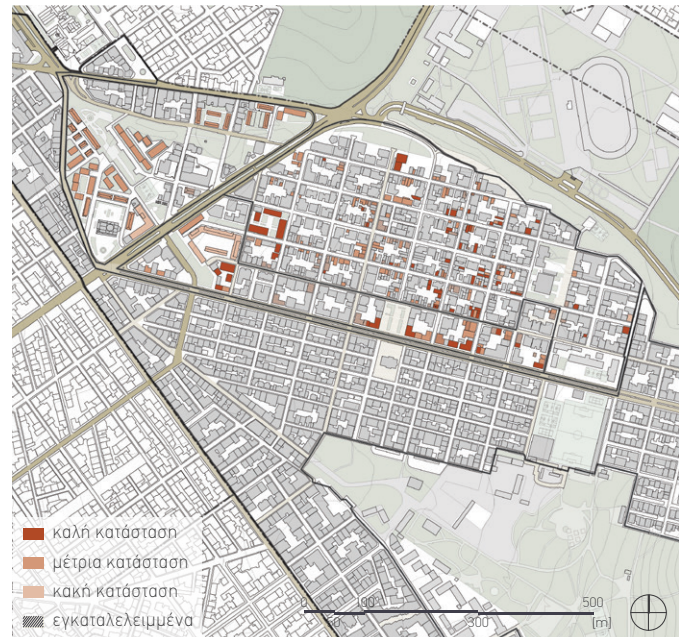 καλή κατάσταση
μέτρια κατάσταση
κακή κατάσταση
εγκαταλελειμμένα
0 50 100 300 500
[m]